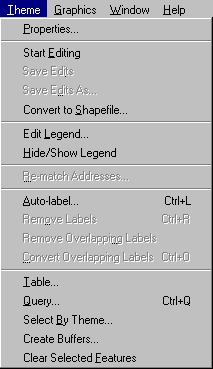 Theme Graphics Window Help
Properties...
Start Editing
Save Edits
Save Edits As...
Convert to Shapefile...
Edit Legend...
Hide/Show Legend
Re-match Addresses...
Auto-label... Ctrl+L
Remove Labels Ctrl+R
Remove Overlapping Labels
Convert Overlapping Labels Ctrl+O
Table...
Query... Ctrl+Q
Select By Theme...
Create Buffers...
Clear Selected Features